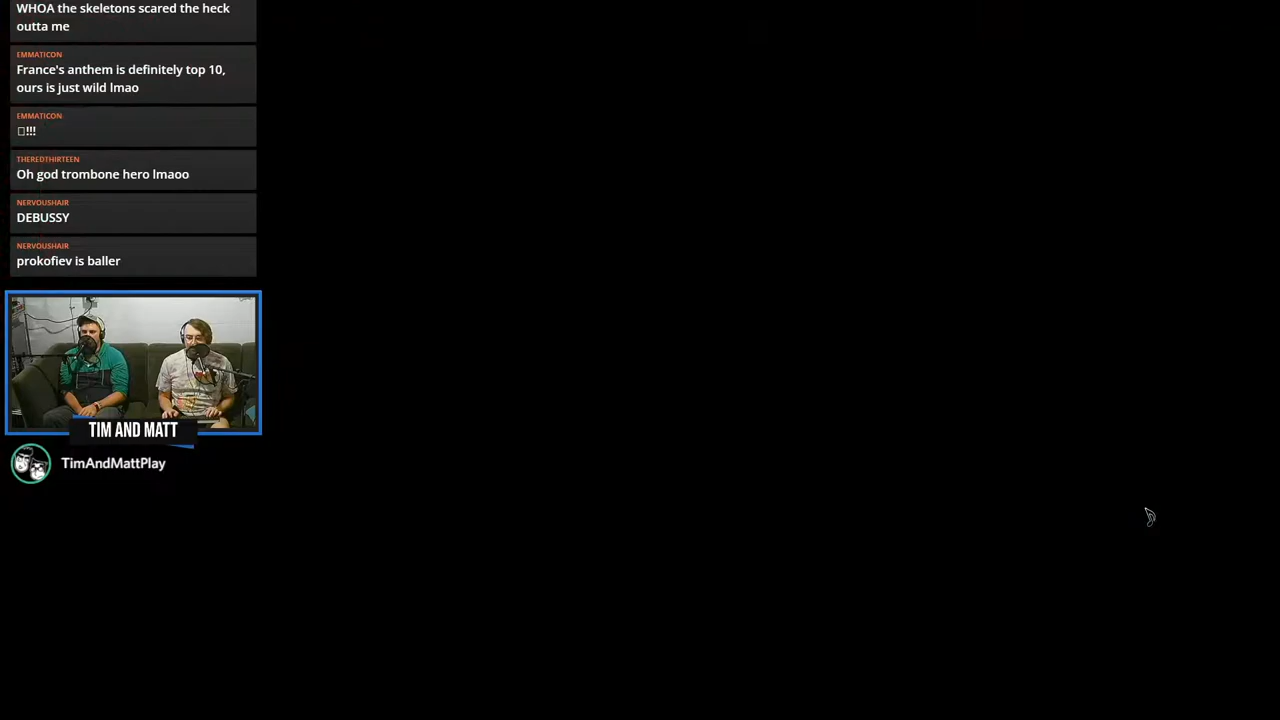 WHOA the skeletons scared the heck
outta me
EMMATICON
France's anthem is definitely top 10,
ours is just wild lmao
EMMATICON
!!!
THEREDTHIRTEEN
Oh god trombone hero lmaoo
NERVOUSHAIR
DEBUSSY
NERVOUSHAIR
prokofiev is baller
TIM AND MATT
TimAndMattPlay